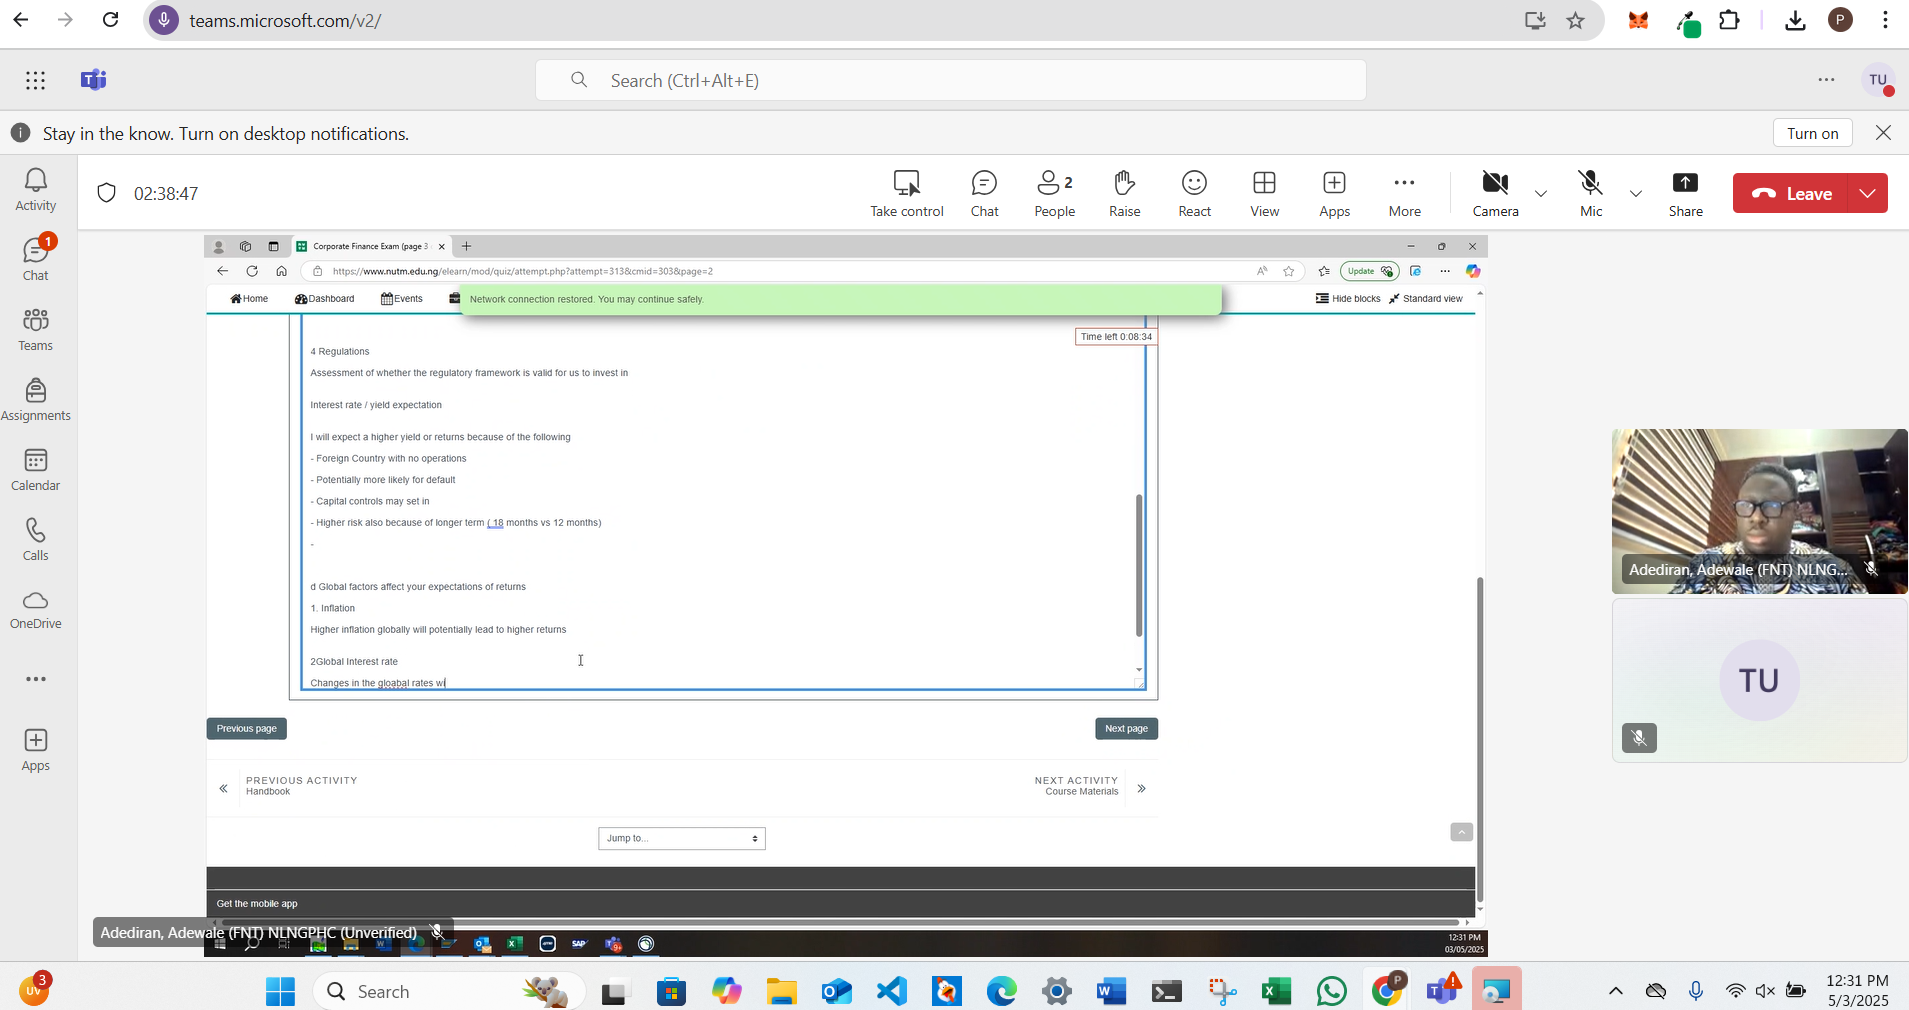 teams.microsoft.com/v2/
P
Search (Ctrl+Alt+E)
TU
Stay in the know. Turn on desktop notifications.
Turn on
Activity
1
Chat
Teams
Assignments
Calendar
Calls
OneDrive
Apps
02:38:47
Take control
Chat
2
People
Raise
React
View
Apps
More
Camera
Mic
Share
Leave
Corporate Finance Exam (page 3
https://www.nutm.edu.ng/elearn/mod/quiz/attempt.php?attempt=313&cmid=303&page=2
Update
Home
Dashboard
Events
Network connection restored. You may continue safely.
Hide blocks
Standard view
Time left 0:08:34
4 Regulations
Assessment of whether the regulatory framework is valid for us to invest in
Interest rate / yield expectation
I will expect a higher yield or returns because of the following
- Foreign Country with no operations
- Potentially more likely for default
- Capital controls may set in
- Higher risk also because of longer term ( 18 months vs 12 months)
-
d Global factors affect your expectations of returns
1. Inflation
Higher inflation globally will potentially lead to higher returns
2Global Interest rate
Changes in the gloabal rates wi
Previous page
Next page
PREVIOUS ACTIVITY
Handbook
NEXT ACTIVITY
Course Materials
Jump to...
Get the mobile app
Adediran, Adewale (FNT) NLNGPHC (Unverified)
SAP
9+
12:31 PM
03/05/2025
Adediran, Adewale (FNT) NLNG...
TU
UV
3
Search
P
12:31 PM
5/3/2025